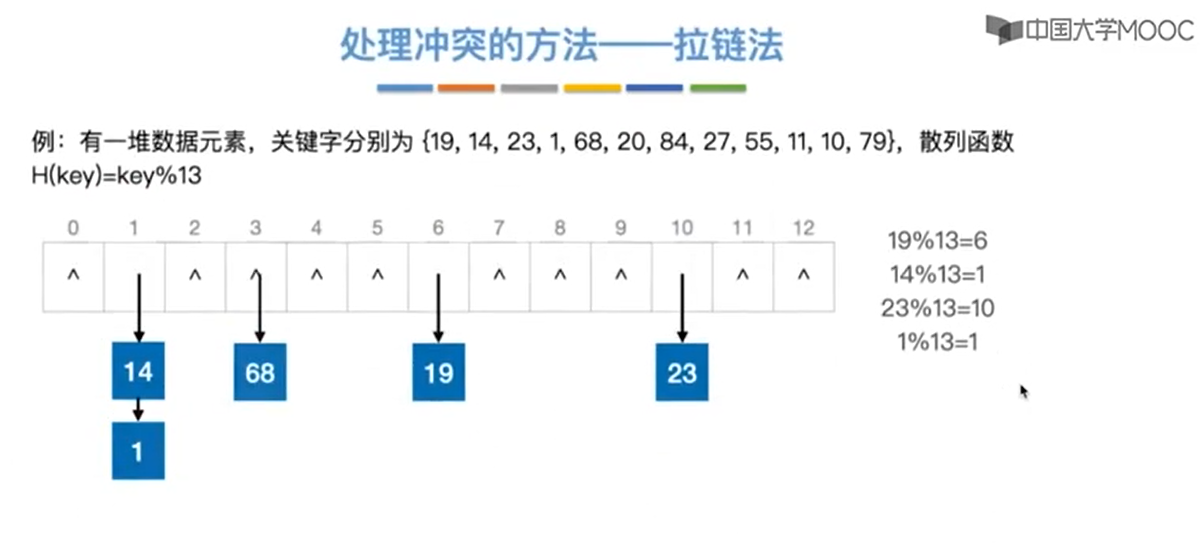 中国大学MOOC
处理冲突的方法——拉链法
例：有一堆数据元素，关键字分别为 {19, 14, 23, 1, 68, 20, 84, 27, 55, 11, 10, 79}，散列函数
H(key)=key%13
0 1 2 3 4 5 6 7 8 9 10 11 12
^ ^ ^ ^ ^ ^ ^ ^ ^ ^
14 68 19 23
1
19%13=6
14%13=1
23%13=10
1%13=1